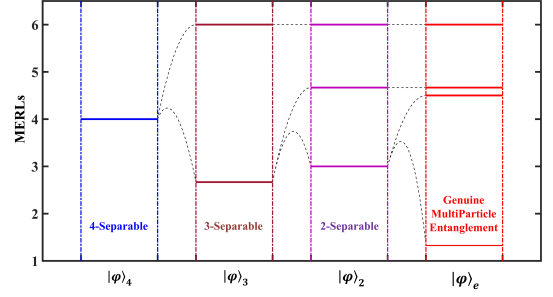 MERLs
6
5
4
3
2
1
4-Separable
3-Separable
2-Separable
Genuine
MultiParticle
Entanglement
|φ⟩₄
|φ⟩₃
|φ⟩₂
|φ⟩ₑ